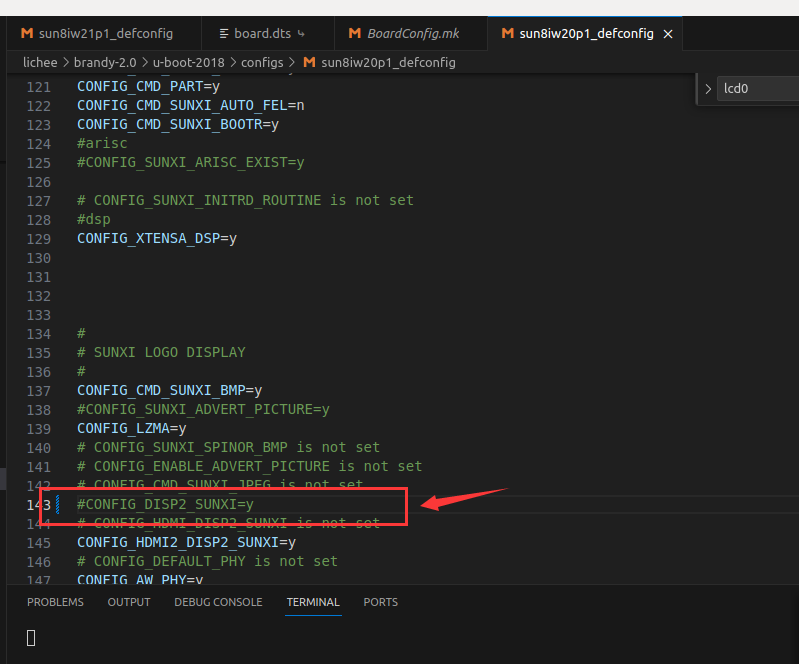 sun8iw21p1_defconfig
board.dts
BoardConfig.mk
sun8iw20p1_defconfig
lichee > brandy-2.0 > u-boot-2018 > configs > sun8iw20p1_defconfig
lcd0
121 CONFIG_CMD_PART=y
122 CONFIG_CMD_SUNXI_AUTO_FEL=n
123 CONFIG_CMD_SUNXI_BOOTR=y
124 #arisc
125 #CONFIG_SUNXI_ARISC_EXIST=y
126
127 # CONFIG_SUNXI_INITRD_ROUTINE is not set
128 #dsp
129 CONFIG_XTENSA_DSP=y
130
131
132
133
134 #
135 # SUNXI LOGO DISPLAY
136 #
137 CONFIG_CMD_SUNXI_BMP=y
138 #CONFIG_SUNXI_ADVERT_PICTURE=y
139 CONFIG_LZMA=y
140 # CONFIG_SUNXI_SPINOR_BMP is not set
141 # CONFIG_ENABLE_ADVERT_PICTURE is not set
142 # CONFIG_CMD_SUNXI_JPEG is not set
143 #CONFIG_DISP2_SUNXI=y
144 # CONFIG_HDMI_DISP2_SUNXI is not set
145 CONFIG_HDMI2_DISP2_SUNXI=y
146 # CONFIG_DEFAULT_PHY is not set
147 CONFIG_AW_PHY=y
PROBLEMS OUTPUT DEBUG CONSOLE TERMINAL PORTS